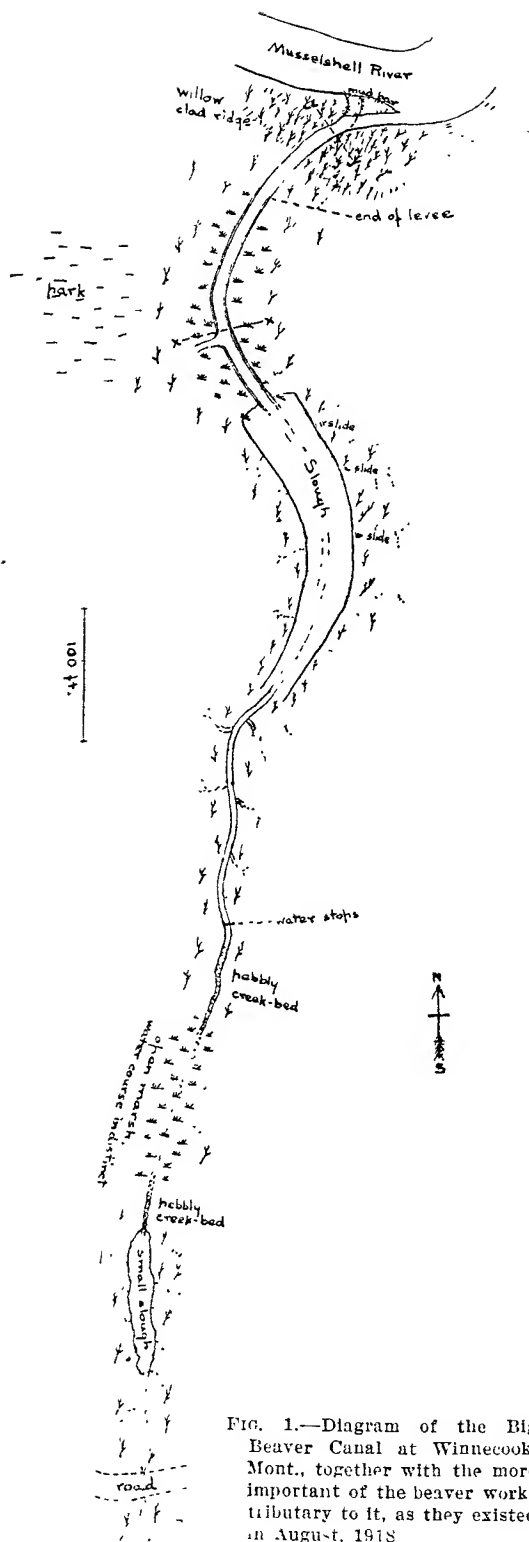 Musselshell River
mud bar
willow
clad ridge
end of levee
park
x
x
slide
Slough
slide
slide
100 ft.
water stops
pebbly
creek-bed
N
S
open marsh
water course indistinct
pebbly
creek-bed
small slough
road
FIG. 1.—Diagram of the Big
Beaver Canal at Winnecook
Mont., together with the mor
important of the beaver work
tributary to it, as they existed
in August, 1918